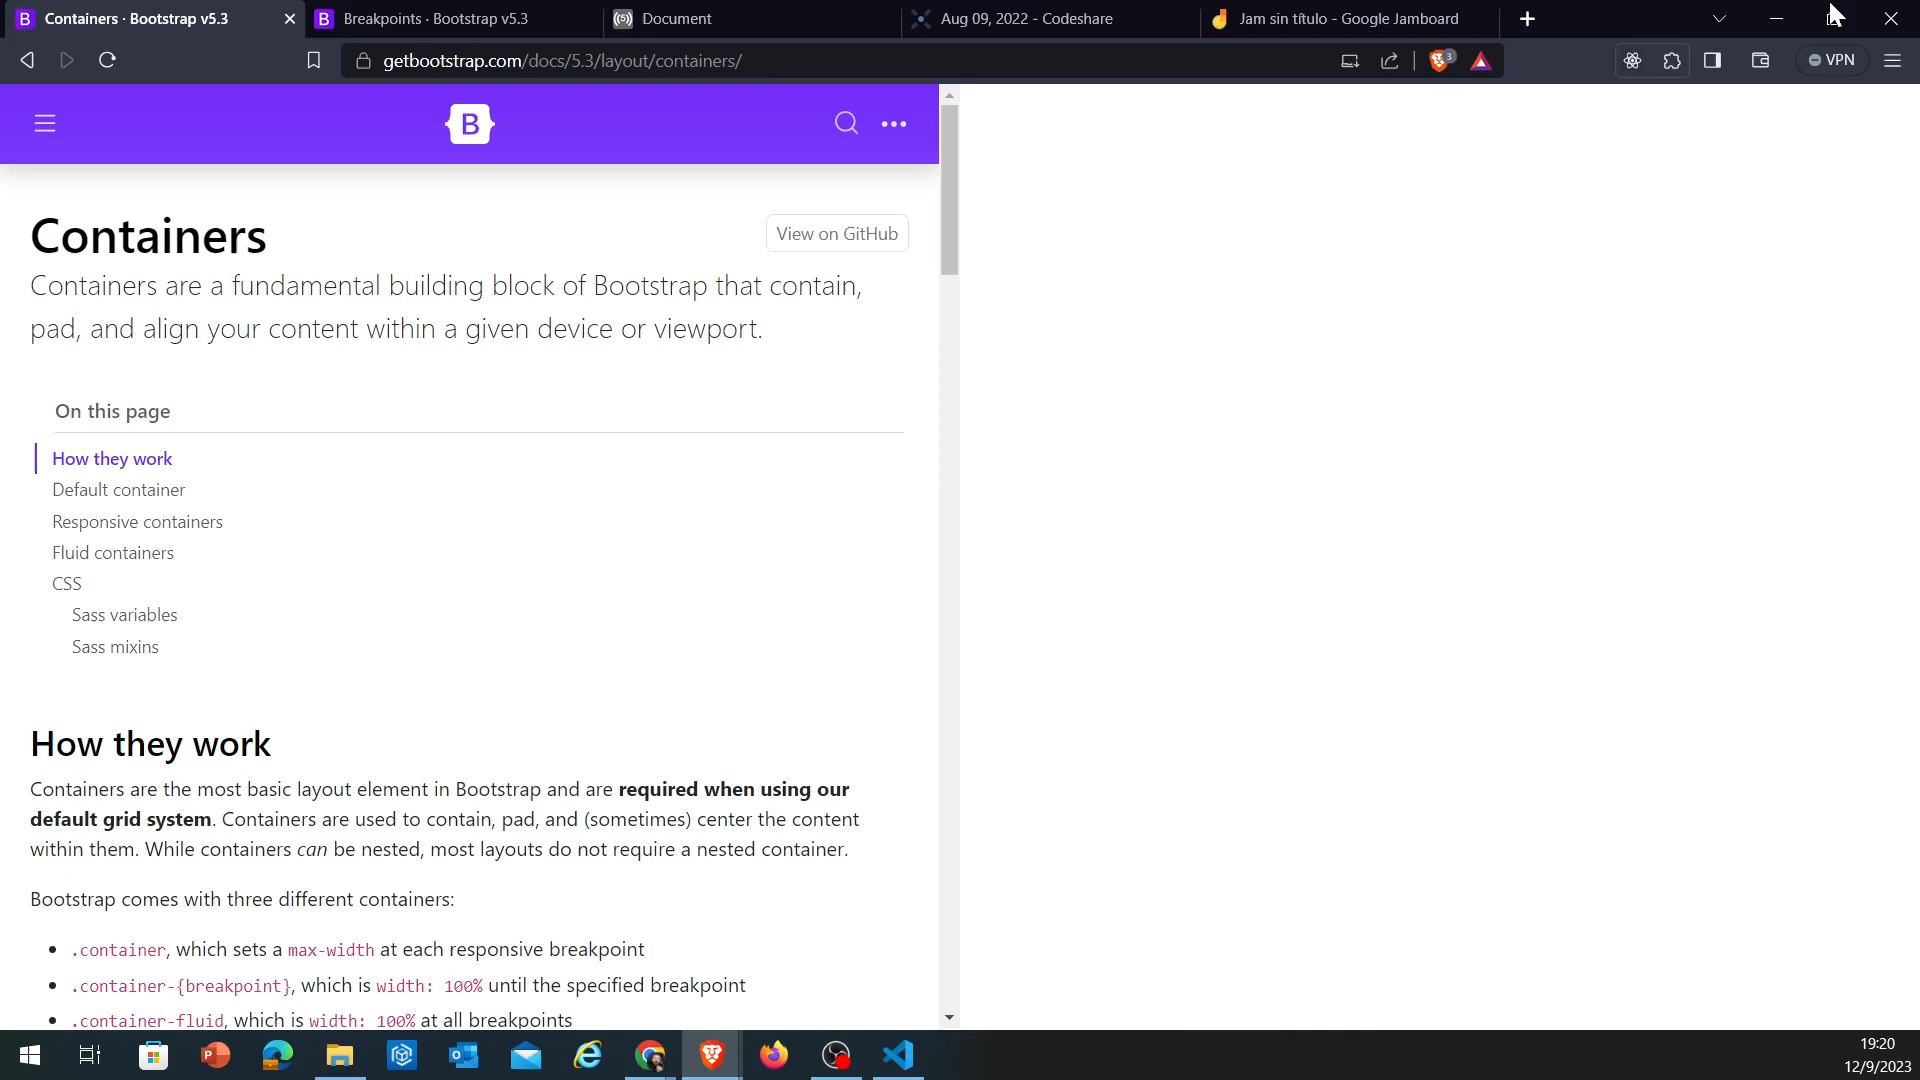 Containers · Bootstrap v5.3
Breakpoints · Bootstrap v5.3
Document
Aug 09, 2022 - Codeshare
Jam sin título - Google Jamboard
getbootstrap.com/docs/5.3/layout/containers/
3
VPN
B
Containers
View on GitHub
Containers are a fundamental building block of Bootstrap that contain,
pad, and align your content within a given device or viewport.
On this page
How they work
Default container
Responsive containers
Fluid containers
CSS
Sass variables
Sass mixins
How they work
Containers are the most basic layout element in Bootstrap and are required when using our
default grid system. Containers are used to contain, pad, and (sometimes) center the content
within them. While containers can be nested, most layouts do not require a nested container.
Bootstrap comes with three different containers:
• .container, which sets a max-width at each responsive breakpoint
• .container-{breakpoint}, which is width: 100% until the specified breakpoint
• .container-fluid, which is width: 100% at all breakpoints
19:20
12/9/2023